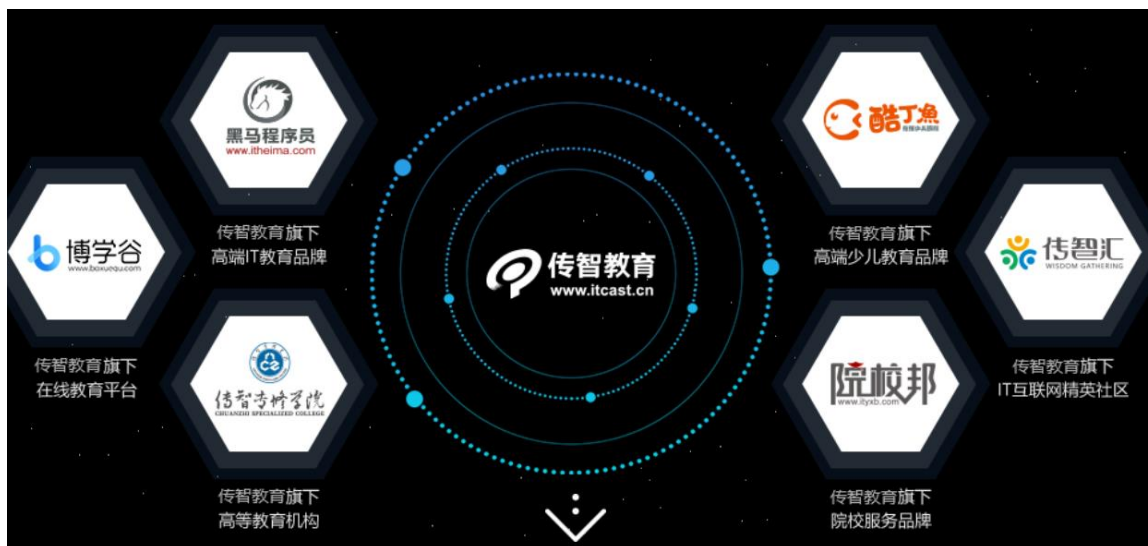 黑马程序员
www.itheima.com
传智教育旗下
高端IT教育品牌
博学谷
www.boxuegu.com
传智教育旗下
在线教育平台
传智专修学院
CHUANZHI SPECIALIZED COLLEGE
传智教育旗下
高等教育机构
传智教育
www.itcast.cn
酷丁魚
传智教育旗下
高端少儿教育品牌
传智汇
WISDOM GATHERING
传智教育旗下
IT互联网精英社区
院校邦
www.ityxb.com
传智教育旗下
院校服务品牌